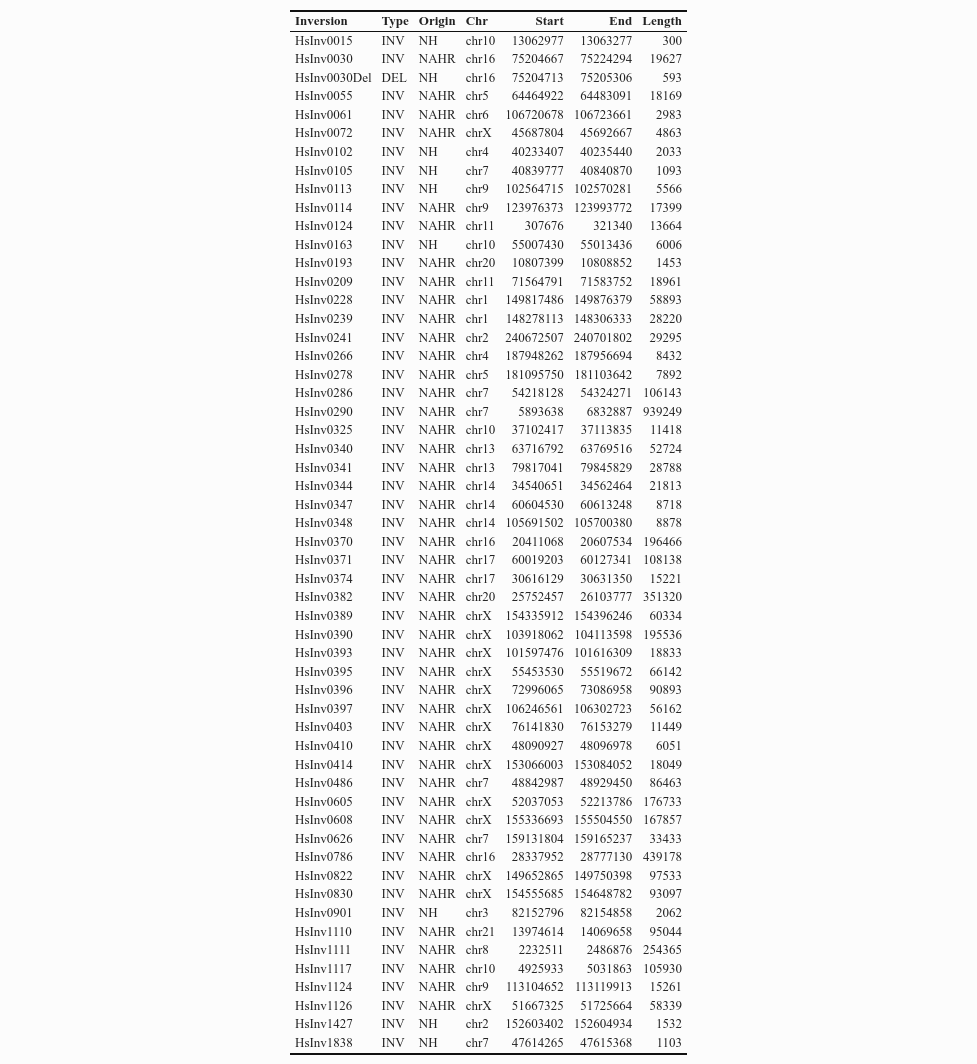 Inversion Type Origin Chr Start End Length
HsInv0015 INV NH chr10 13062977 13063277 300
HsInv0030 INV NAHR chr16 75204667 75224294 19627
HsInv0030Del DEL NH chr16 75204713 75205306 593
HsInv0055 INV NAHR chr5 64464922 64483091 18169
HsInv0061 INV NAHR chr6 106720678 106723661 2983
HsInv0072 INV NAHR chrX 45687804 45692667 4863
HsInv0102 INV NH chr4 40233407 40235440 2033
HsInv0105 INV NH chr7 40839777 40840870 1093
HsInv0113 INV NH chr9 102564715 102570281 5566
HsInv0114 INV NAHR chr9 123976373 123993772 17399
HsInv0124 INV NAHR chr11 307676 321340 13664
HsInv0163 INV NH chr10 55007430 55013436 6006
HsInv0193 INV NAHR chr20 10807399 10808852 1453
HsInv0209 INV NAHR chr11 71564791 71583752 18961
HsInv0228 INV NAHR chr1 149817486 149876379 58893
HsInv0239 INV NAHR chr1 148278113 148306333 28220
HsInv0241 INV NAHR chr2 240672507 240701802 29295
HsInv0266 INV NAHR chr4 187948262 187956694 8432
HsInv0278 INV NAHR chr5 181095750 181103642 7892
HsInv0286 INV NAHR chr7 54218128 54324271 106143
HsInv0290 INV NAHR chr7 5893638 6832887 939249
HsInv0325 INV NAHR chr10 37102417 37113835 11418
HsInv0340 INV NAHR chr13 63716792 63769516 52724
HsInv0341 INV NAHR chr13 79817041 79845829 28788
HsInv0344 INV NAHR chr14 34540651 34562464 21813
HsInv0347 INV NAHR chr14 60604530 60613248 8718
HsInv0348 INV NAHR chr14 105691502 105700380 8878
HsInv0370 INV NAHR chr16 20411068 20607534 196466
HsInv0371 INV NAHR chr17 60019203 60127341 108138
HsInv0374 INV NAHR chr17 30616129 30631350 15221
HsInv0382 INV NAHR chr20 25752457 26103777 351320
HsInv0389 INV NAHR chrX 154335912 154396246 60334
HsInv0390 INV NAHR chrX 103918062 104113598 195536
HsInv0393 INV NAHR chrX 101597476 101616309 18833
HsInv0395 INV NAHR chrX 55453530 55519672 66142
HsInv0396 INV NAHR chrX 72996065 73086958 90893
HsInv0397 INV NAHR chrX 106246561 106302723 56162
HsInv0403 INV NAHR chrX 76141830 76153279 11449
HsInv0410 INV NAHR chrX 48090927 48096978 6051
HsInv0414 INV NAHR chrX 153066003 153084052 18049
HsInv0486 INV NAHR chr7 48842987 48929450 86463
HsInv0605 INV NAHR chrX 52037053 52213786 176733
HsInv0608 INV NAHR chrX 155336693 155504550 167857
HsInv0626 INV NAHR chr7 159131804 159165237 33433
HsInv0786 INV NAHR chr16 28337952 28777130 439178
HsInv0822 INV NAHR chrX 149652865 149750398 97533
HsInv0830 INV NAHR chrX 154555685 154648782 93097
HsInv0901 INV NH chr3 82152796 82154858 2062
HsInv1110 INV NAHR chr21 13974614 14069658 95044
HsInv1111 INV NAHR chr8 2232511 2486876 254365
HsInv1117 INV NAHR chr10 4925933 5031863 105930
HsInv1124 INV NAHR chr9 113104652 113119913 15261
HsInv1126 INV NAHR chrX 51667325 51725664 58339
HsInv1427 INV NH chr2 152603402 152604934 1532
HsInv1838 INV NH chr7 47614265 47615368 1103